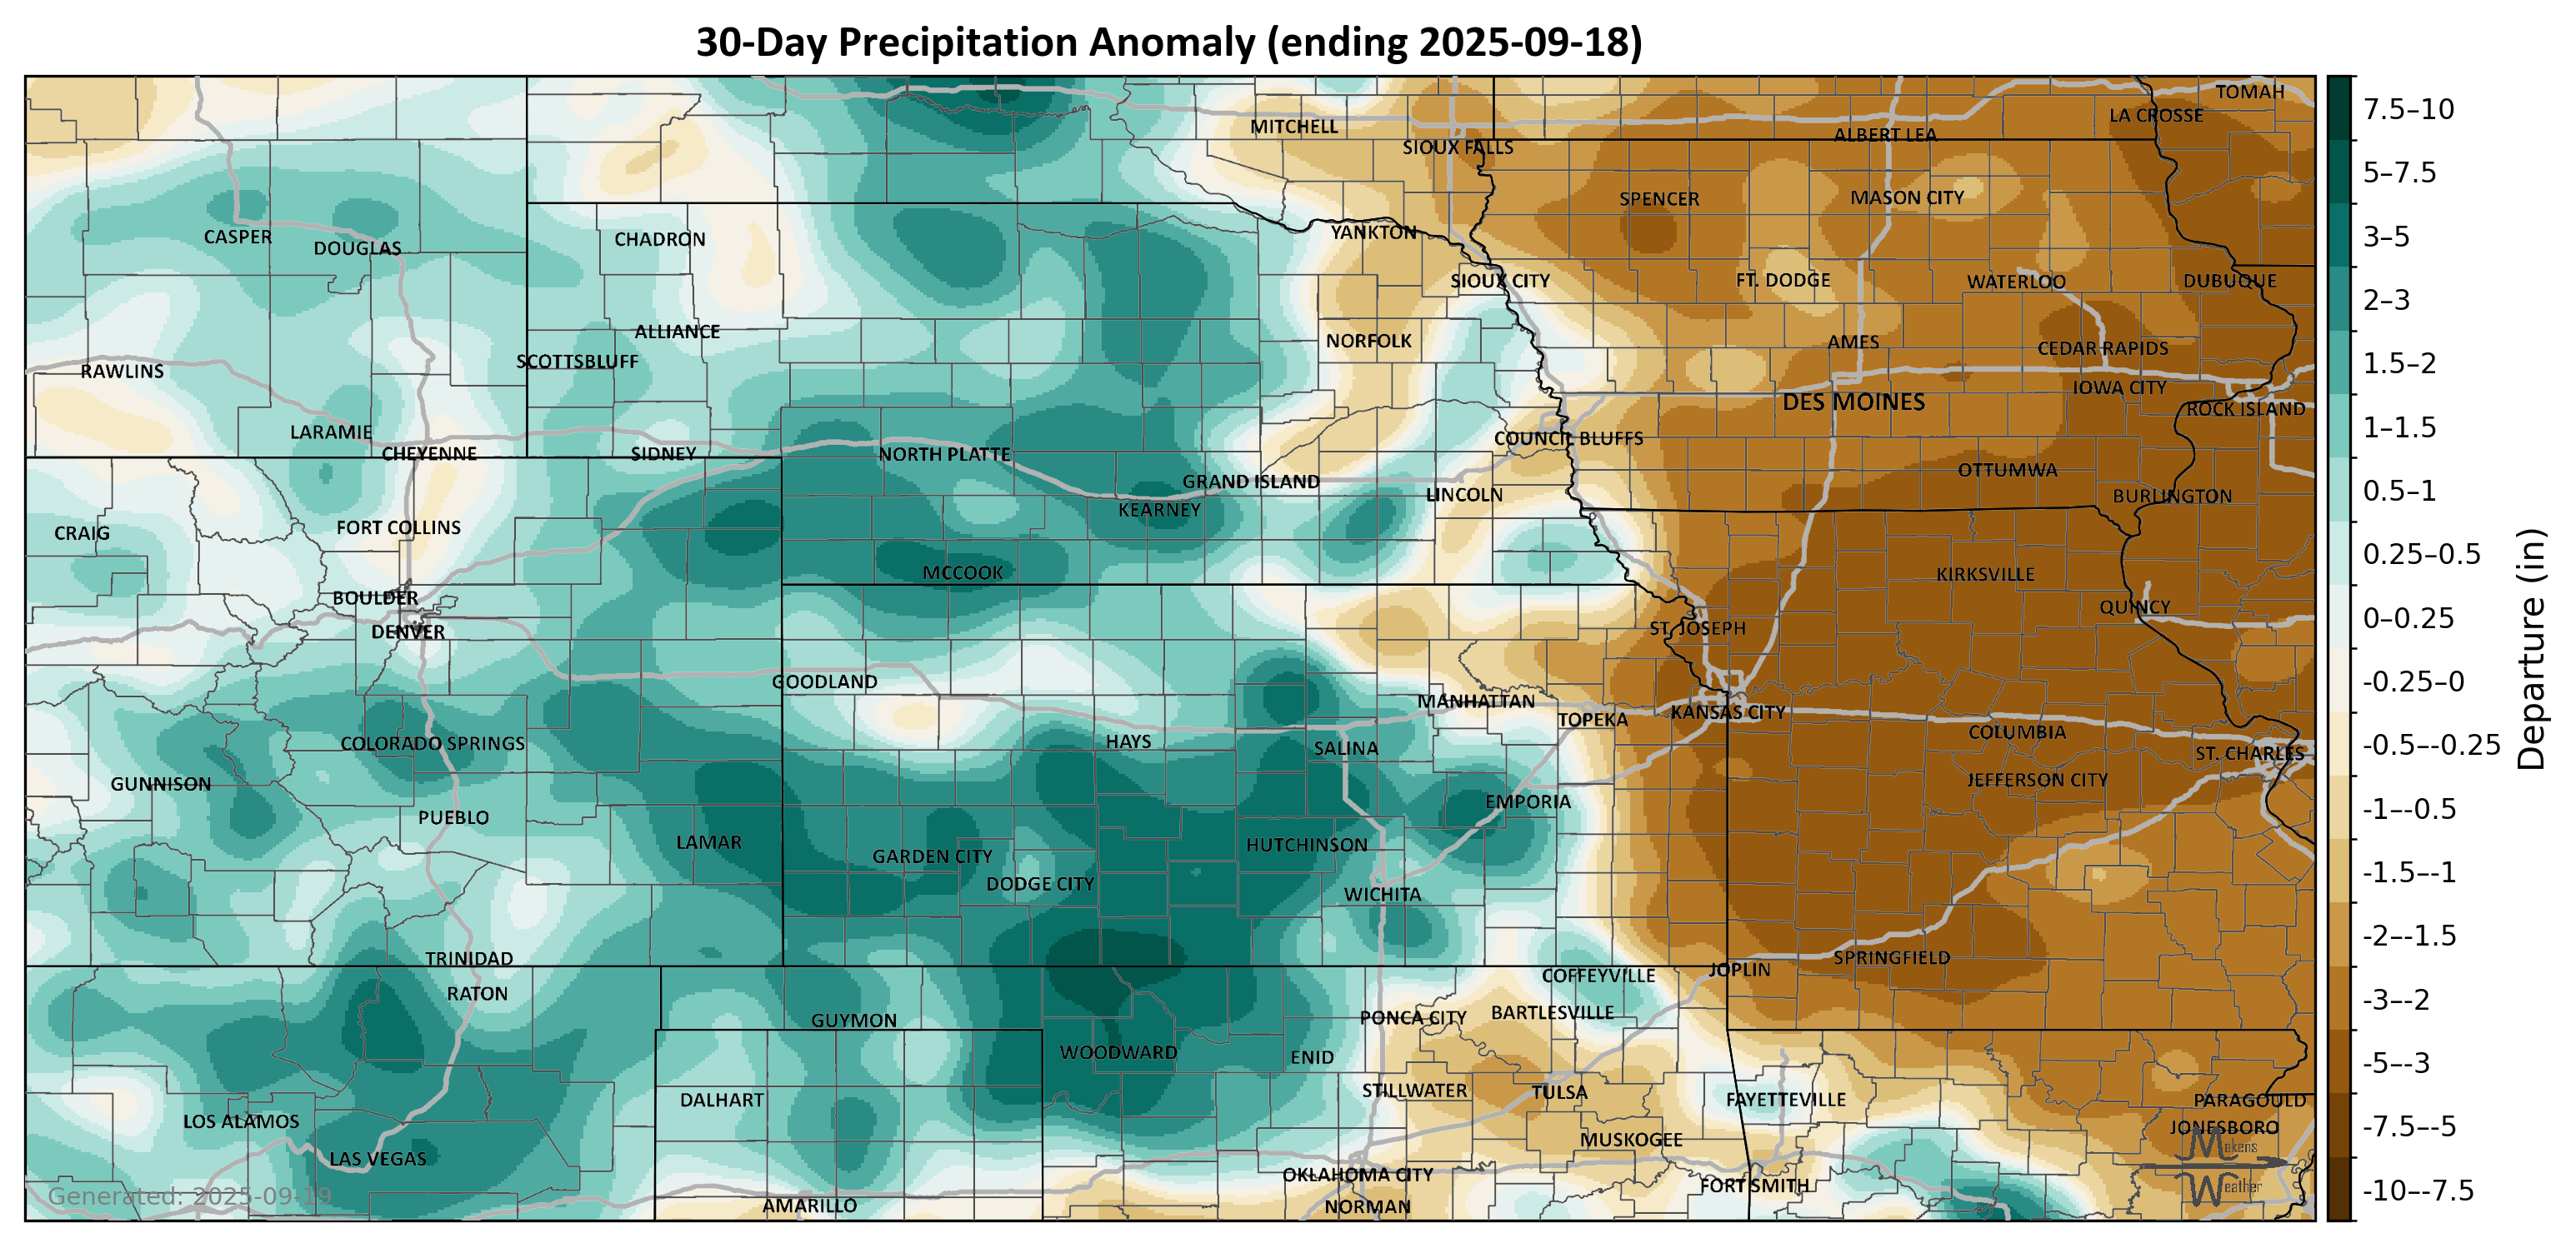 30-Day Precipitation Anomaly (ending 2025-09-18)
TOMAH
LA CROSSE
MITCHELL
ALBERT LEA
SIOUX FALLS
SPENCER
MASON CITY
YANKTON
CASPER
CHADRON
DOUGLAS
SIOUX CITY
FT. DODGE
WATERLOO
DUBUQUE
ALLIANCE
NORFOLK
AMES
CEDAR RAPIDS
SCOTTSBLUFF
RAWLINS
IOWA CITY
DES MOINES
ROCK ISLAND
LARAMIE
COUNCIL BLUFFS
CHEYENNE
SIDNEY
NORTH PLATTE
OTTUMWA
GRAND ISLAND
LINCOLN
BURLINGTON
KEARNEY
CRAIG
FORT COLLINS
MCCOOK
KIRKSVILLE
BOULDER
QUINCY
DENVER
ST. JOSEPH
GOODLAND
MANHATTAN
TOPEKA
KANSAS CITY
COLUMBIA
COLORADO SPRINGS
HAYS
SALINA
ST. CHARLES
GUNNISON
JEFFERSON CITY
EMPORIA
PUEBLO
LAMAR
HUTCHINSON
GARDEN CITY
DODGE CITY
WICHITA
TRINIDAD
SPRINGFIELD
JOPLIN
COFFEYVILLE
RATON
GUYMON
PONCA CITY
BARTLESVILLE
WOODWARD
ENID
STILLWATER
TULSA
DALHART
FAYETTEVILLE
PARAGOULD
LOS ALAMOS
JONESBORO
MUSKOGEE
LAS VEGAS
OKLAHOMA CITY
FORT SMITH
AMARILLO
NORMAN
Generated: 2025-09-19
Makens
Weather
7.5–10
5–7.5
3–5
2–3
1.5–2
1–1.5
0.5–1
0.25–0.5
0–0.25
-0.25–0
-0.5–-0.25
-1–-0.5
-1.5–-1
-2–-1.5
-3–-2
-5–-3
-7.5–-5
-10–-7.5
Departure (in)